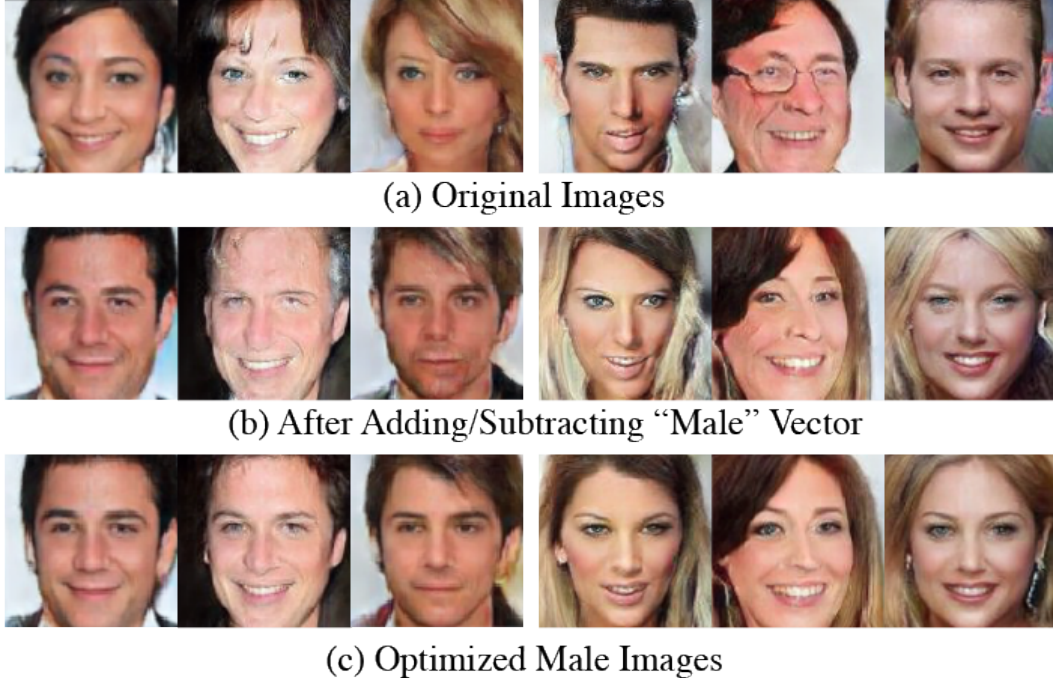 (a) Original Images
(b) After Adding/Subtracting “Male” Vector
(c) Optimized Male Images